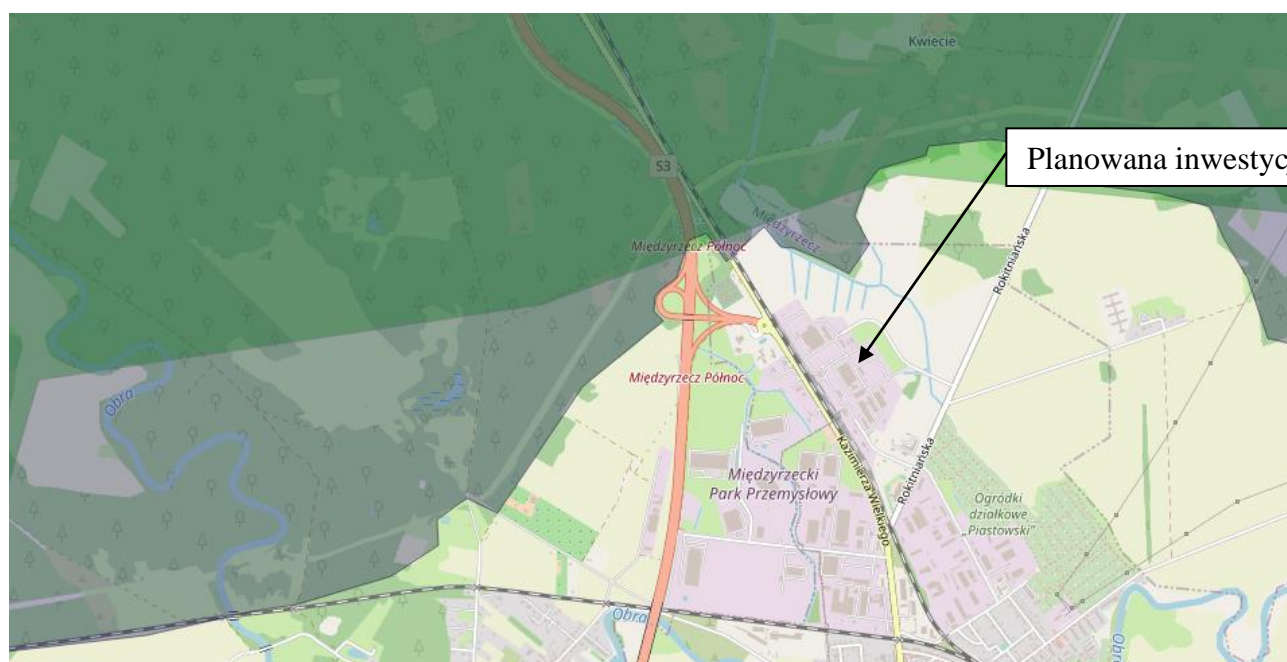 Kwiecie
Planowana inwestyc
S3
Międzyrzecz
Międzyrzecz Północ
Rokitniańska
Międzyrzecz Północ
Obra
Kazimierza Wielkiego
Rokitniańska
Międzyrzecki
Park Przemysłowy
Ogródki
działkowe
„Piastowski"
Obra
Obra